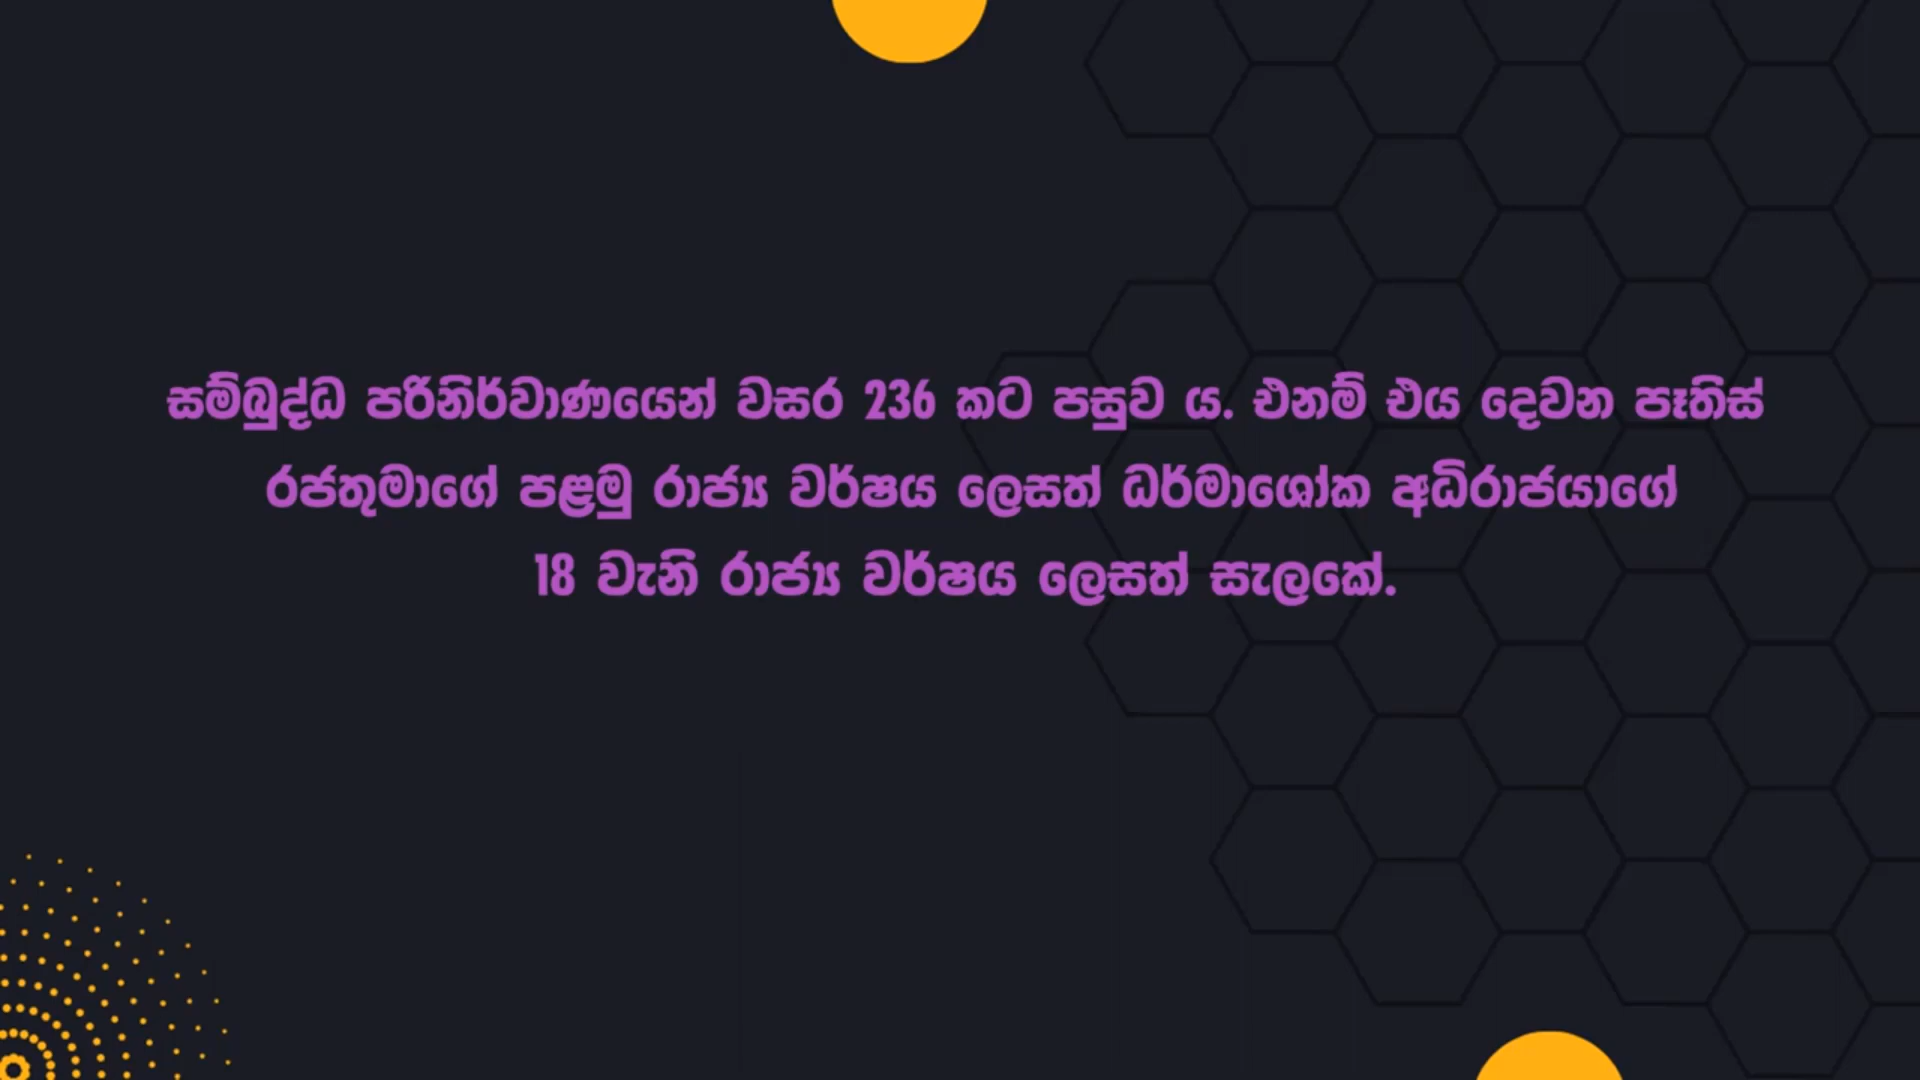 සම්බුද්ධ පරිනිර්වාණයෙන් වසර 236 කට පසුව ය. එනම් එය දෙවන පෑතිස්
රජතුමාගේ පළමු රාජ්‍ය වර්ෂය ලෙසත් ධර්මාශෝක අධිරාජයාගේ
18 වැනි රාජ්‍ය වර්ෂය ලෙසත් සැලකේ.